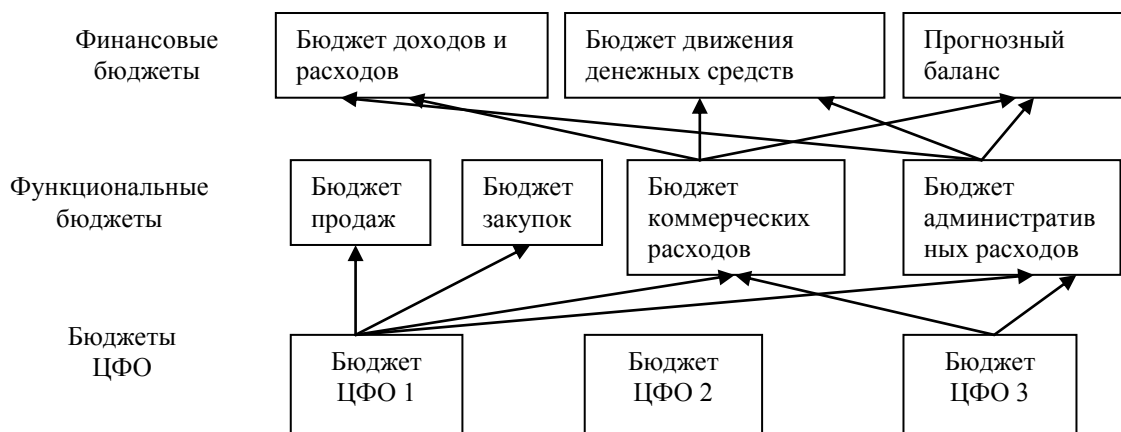 Финансовые
бюджеты
Бюджет доходов и
расходов
Бюджет движения
денежных средств
Прогнозный
баланс
Функциональные
бюджеты
Бюджет
продаж
Бюджет
закупок
Бюджет
коммерческих
расходов
Бюджет
административ
ных расходов
Бюджеты
ЦФО
Бюджет
ЦФО 1
Бюджет
ЦФО 2
Бюджет
ЦФО 3